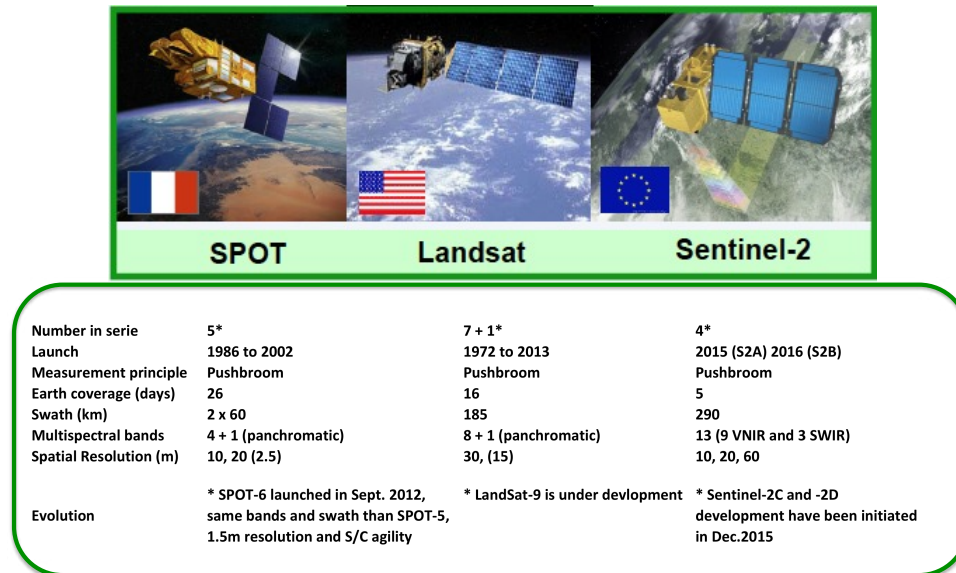 SPOT Landsat Sentinel-2
Number in serie 5* 7 + 1* 4*
Launch 1986 to 2002 1972 to 2013 2015 (S2A) 2016 (S2B)
Measurement principle Pushbroom Pushbroom Pushbroom
Earth coverage (days) 26 16 5
Swath (km) 2 x 60 185 290
Multispectral bands 4 + 1 (panchromatic) 8 + 1 (panchromatic) 13 (9 VNIR and 3 SWIR)
Spatial Resolution (m) 10, 20 (2.5) 30, (15) 10, 20, 60
* SPOT-6 launched in Sept. 2012, * LandSat-9 is under devlopment * Sentinel-2C and -2D
Evolution same bands and swath than SPOT-5, development have been initiated
1.5m resolution and S/C agility in Dec.2015